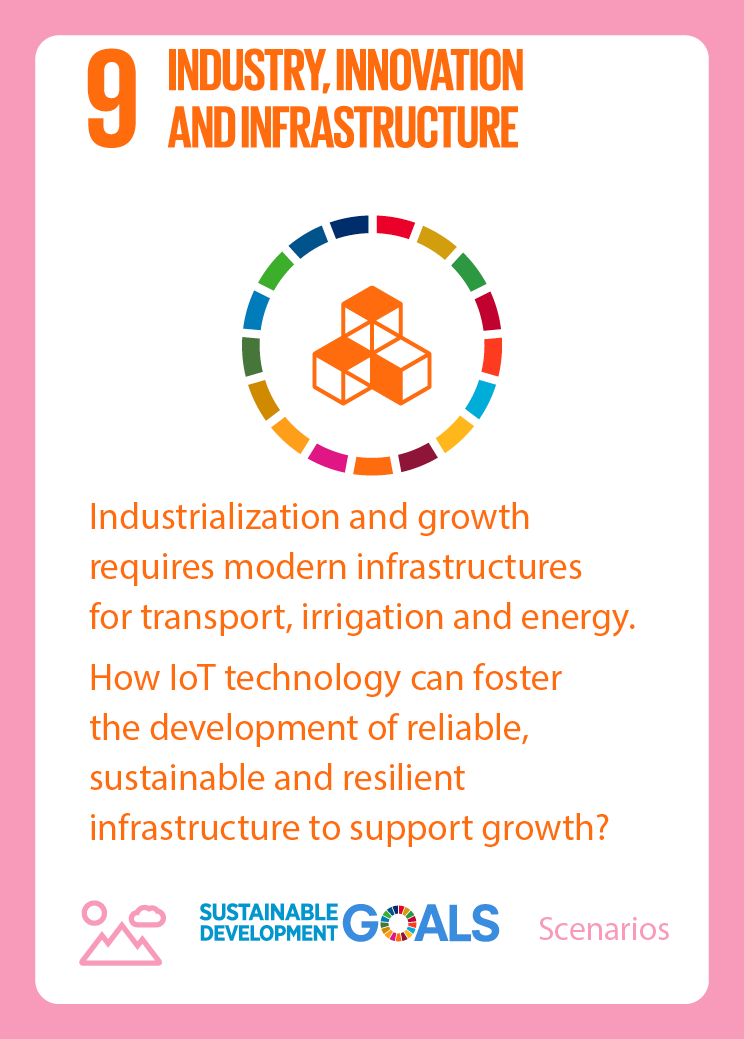 9
INDUSTRY, INNOVATION
AND INFRASTRUCTURE
Industrialization and growth
requires modern infrastructures
for transport, irrigation and energy.
How IoT technology can foster
the development of reliable,
sustainable and resilient
infrastructure to support growth?
SUSTAINABLE
DEVELOPMENT
GOALS
Scenarios